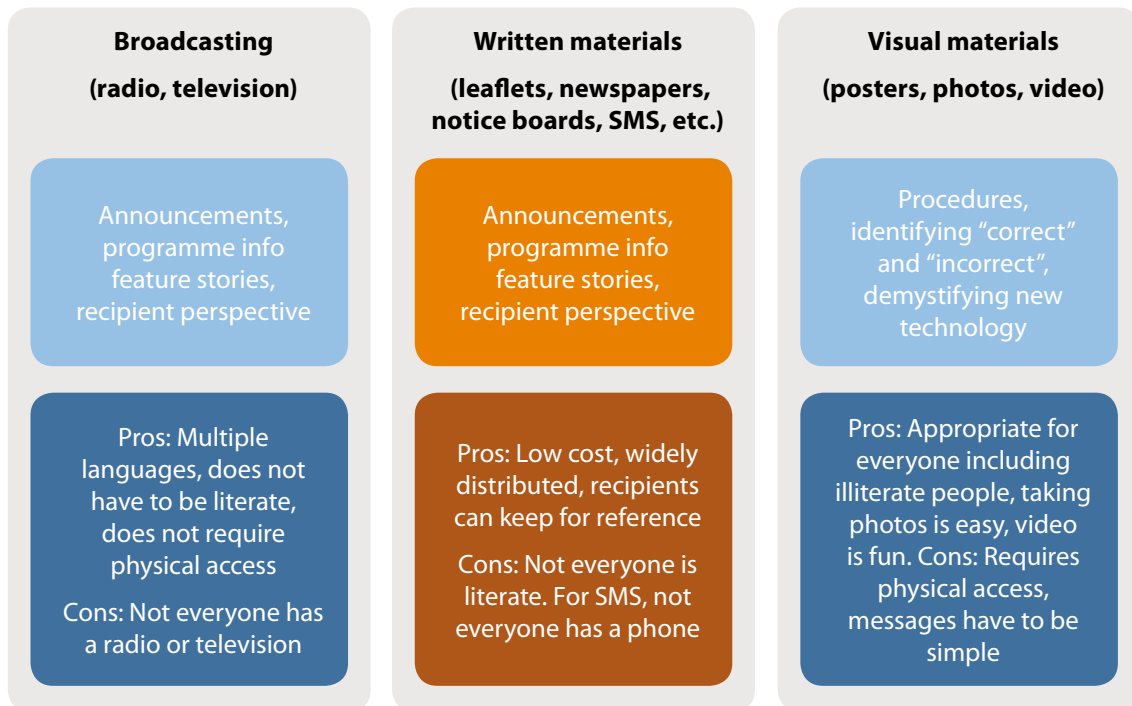 Broadcasting
(radio, television)
Announcements,
programme info
feature stories,
recipient perspective
Pros: Multiple
languages, does not
have to be literate,
does not require
physical access
Cons: Not everyone has
a radio or television
Written materials
(leaflets, newspapers,
notice boards, SMS, etc.)
Announcements,
programme info
feature stories,
recipient perspective
Pros: Low cost, widely
distributed, recipients
can keep for reference
Cons: Not everyone is
literate. For SMS, not
everyone has a phone
Visual materials
(posters, photos, video)
Procedures,
identifying “correct”
and “incorrect”,
demystifying new
technology
Pros: Appropriate for
everyone including
illiterate people, taking
photos is easy, video
is fun. Cons: Requires
physical access,
messages have to be
simple